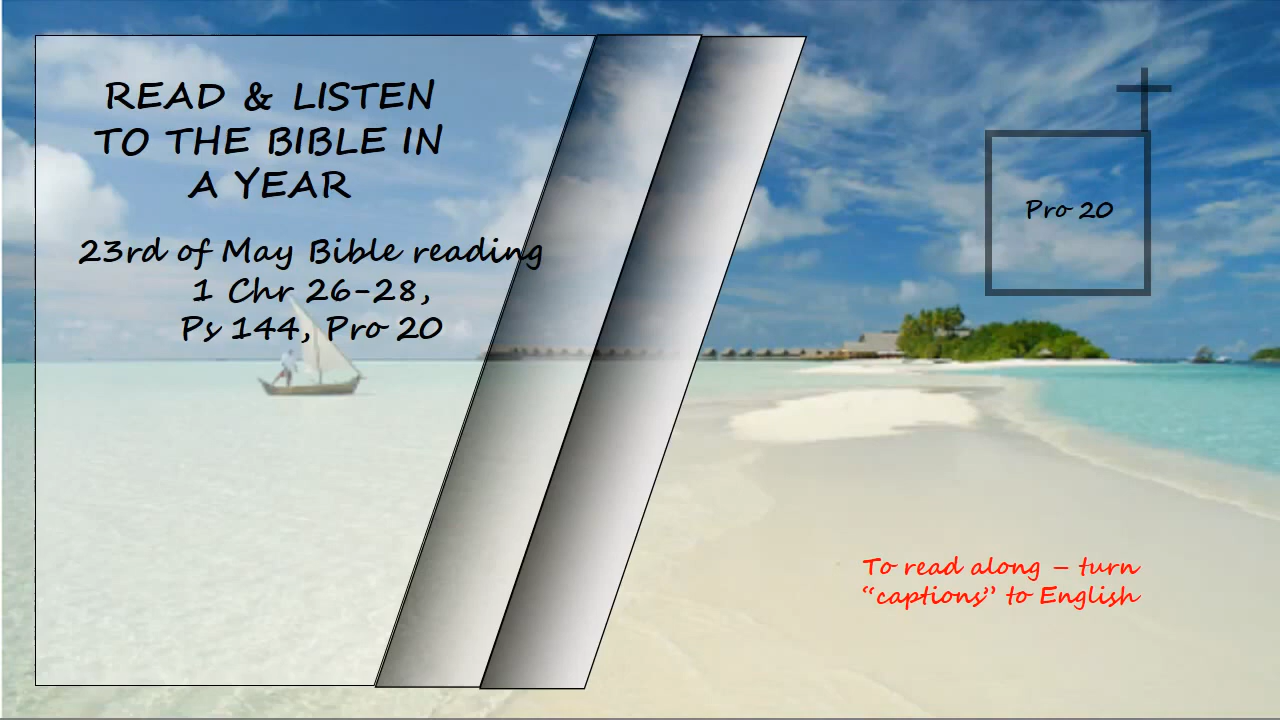 READ & LISTEN
TO THE BIBLE IN
A YEAR
23rd of May Bible reading
1 Chr 26-28,
Ps 144, Pro 20
Pro 20
To read along – turn
“captions” to English